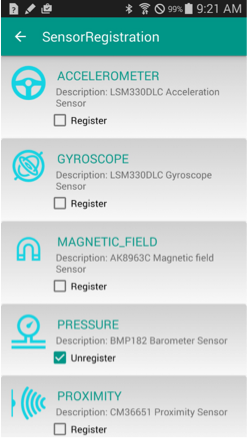 99% 9:21 AM
SensorRegistration
ACCELEROMETER
Description: LSM330DLC Acceleration
Sensor
Register
GYROSCOPE
Description: LSM330DLC Gyroscope
Sensor
Register
MAGNETIC_FIELD
Description: AK8963C Magnetic field
Sensor
Register
PRESSURE
Description: BMP182 Barometer Sensor
Unregister
PROXIMITY
Description: CM36651 Proximity Sensor
Register